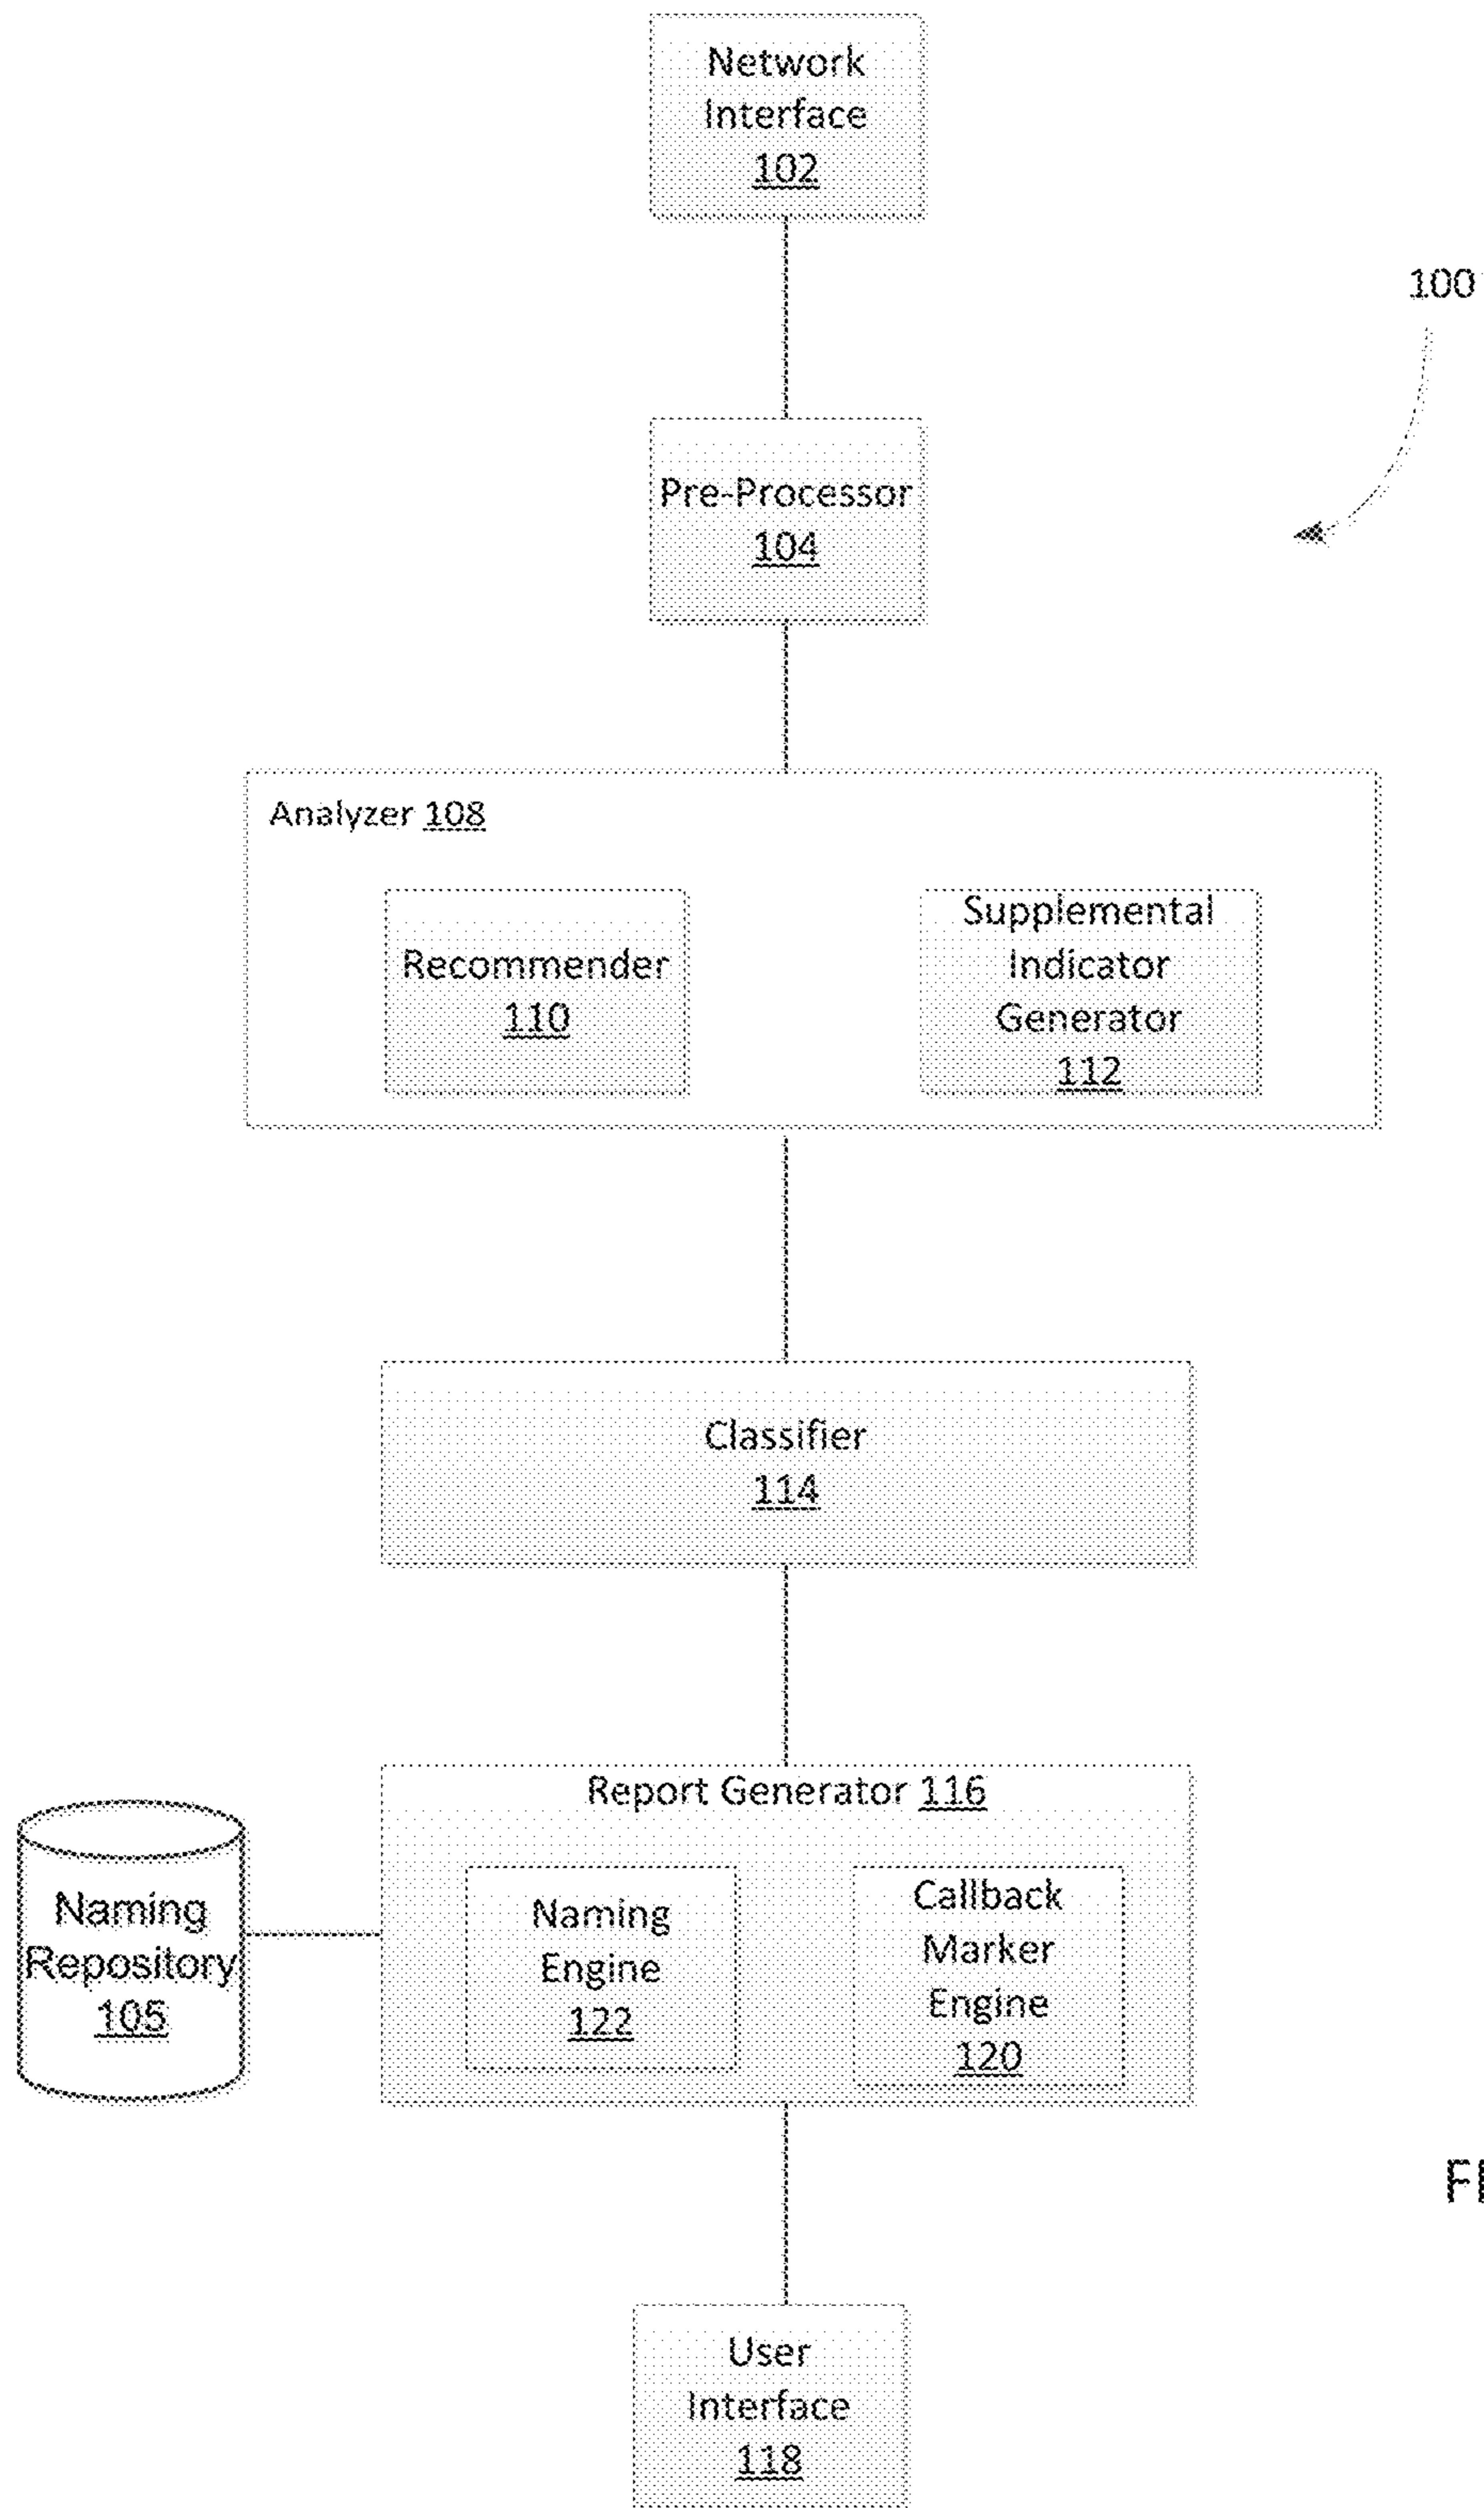 Network
Interface
102
100
Pre-Processor
104
Analyzer 108
Recommender
110
Supplemental
Indicator
Generator
112
Classifier
114
Report Generator 116
Naming
Repository
105
Naming
Engine
122
Callback
Marker
Engine
120
User
Interface
118